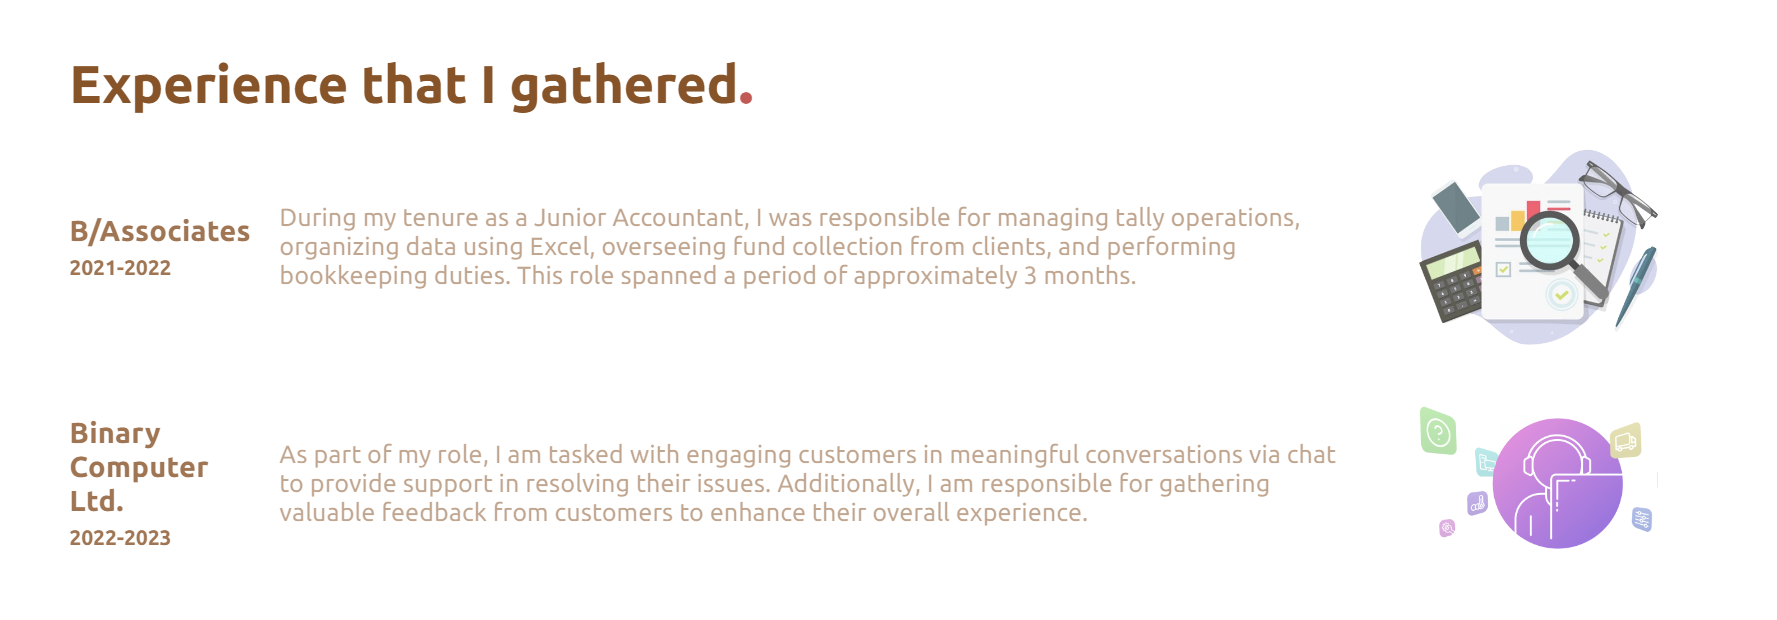 Experience that I gathered.
B/Associates
2021-2022
During my tenure as a Junior Accountant, I was responsible for managing tally operations,
organizing data using Excel, overseeing fund collection from clients, and performing
bookkeeping duties. This role spanned a period of approximately 3 months.
Binary
Computer
Ltd.
2022-2023
As part of my role, I am tasked with engaging customers in meaningful conversations via chat
to provide support in resolving their issues. Additionally, I am responsible for gathering
valuable feedback from customers to enhance their overall experience.